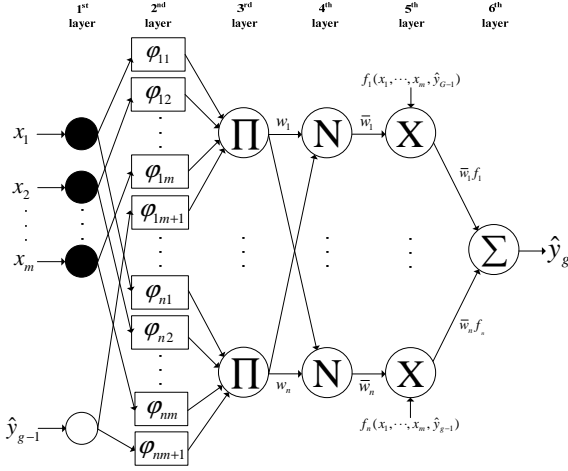 1st 2nd 3rd 4th 5th 6th
layer layer layer layer layer layer
φ11
f1(x1,⋯,xm,ŷG−1)
φ12
x1
Π
w1
N
w̅1
X
φ1m
w̅1f1
x2
φ1m+1
xm
Σ
ŷg
φn1
φn2
w̅nfn
Π
wn
N
w̅n
X
φnm
fn(x1,⋯,xm,ŷg−1)
ŷg−1
φnm+1